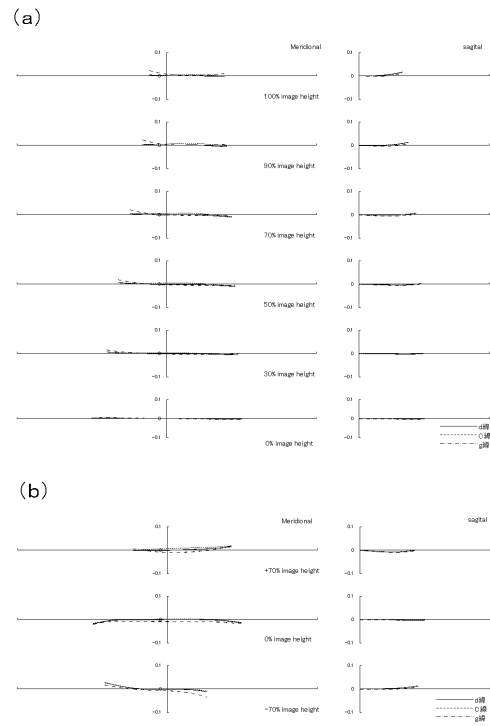 (a)
Meridional
sagital
0.1
0.1
0
0
-0.1
-0.1
100% image height
0.1
0.1
0
0
-0.1
-0.1
90% image height
0.1
0.1
0
0
-0.1
-0.1
70% image height
0.1
0.1
0
0
-0.1
-0.1
50% image height
0.1
0.1
0
0
-0.1
-0.1
30% image height
0.1
0.1
0
0
-0.1
-0.1
0% image height
d線
C線
g線
(b)
Meridional
sagital
0.1
0.1
0
0
-0.1
-0.1
+70% image height
0.1
0.1
0
0
-0.1
-0.1
0% image height
0.1
0.1
0
0
-0.1
-0.1
-70% image height
d線
C線
g線